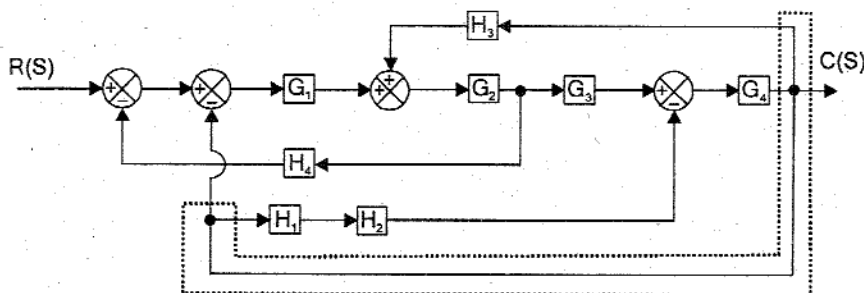 H₃
R(S)
C(S)
+
−
−
G₁
+
+
G₂
G₃
+
−
G₄
H₄
H₁
H₂